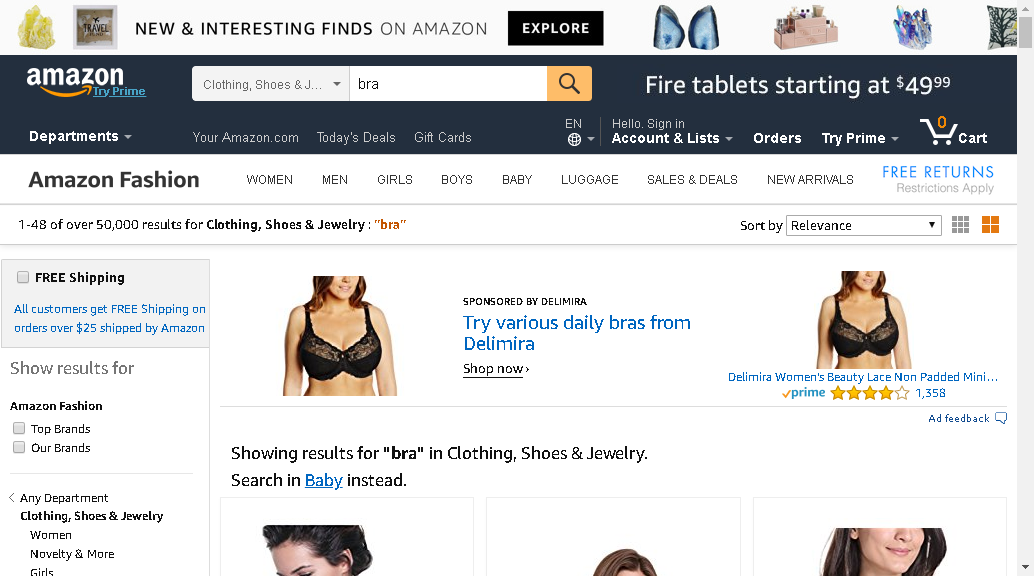 TRAVEL
NEW & INTERESTING FINDS ON AMAZON
EXPLORE
amazon
Try Prime
Clothing, Shoes & J...
bra
Fire tablets starting at $49.99
Departments
Your Amazon.com
Today's Deals
Gift Cards
EN
Hello. Sign in
Account & Lists
Orders
Try Prime
0
Cart
Amazon Fashion
WOMEN
MEN
GIRLS
BOYS
BABY
LUGGAGE
SALES & DEALS
NEW ARRIVALS
FREE RETURNS
Restrictions Apply
1-48 of over 50,000 results for Clothing, Shoes & Jewelry : "bra"
Sort by
Relevance
FREE Shipping
All customers get FREE Shipping on
orders over $25 shipped by Amazon
Show results for
Amazon Fashion
Top Brands
Our Brands
Any Department
Clothing, Shoes & Jewelry
Women
Novelty & More
Girls
SPONSORED BY DELIMIRA
Try various daily bras from
Delimira
Shop now ›
Delimira Women's Beauty Lace Non Padded Mini...
prime
1,358
Ad feedback
Showing results for "bra" in Clothing, Shoes & Jewelry.
Search in Baby instead.